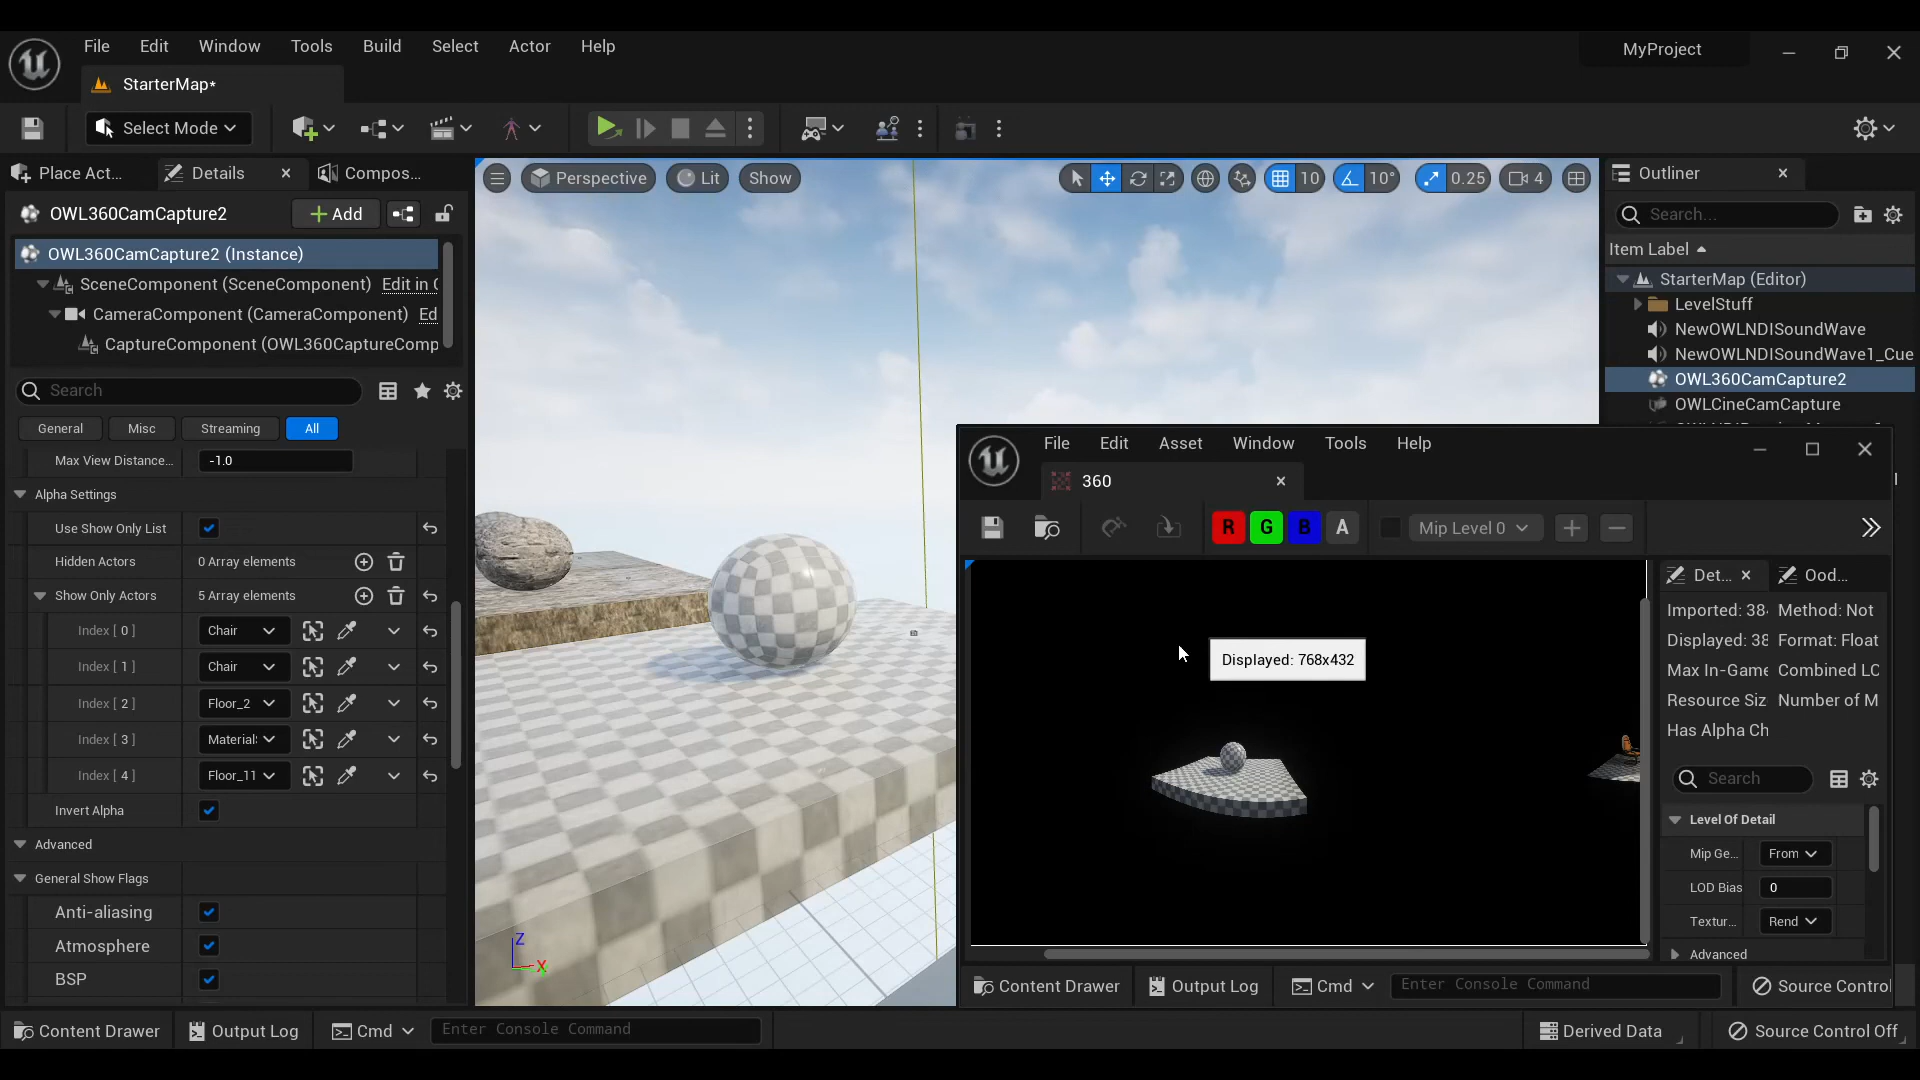 File Edit Window Tools Build Select Actor Help
MyProject
StarterMap*
Select Mode
Place Act...
Details
Compos...
Perspective
Lit
Show
10
10°
0.25
4
Outliner
OWL360CamCapture2
Add
Search...
OWL360CamCapture2 (Instance)
Item Label
SceneComponent (SceneComponent) Edit in C
StarterMap (Editor)
CameraComponent (CameraComponent) Ed
LevelStuff
CaptureComponent (OWL360CaptureComp
NewOWLNDISoundWave
NewOWLNDISoundWave1_Cue
OWL360CamCapture2
OWLCineCamCapture
Search
General Misc Streaming All
File Edit Asset Window Tools Help
Max View Distance... -1.0
360
Alpha Settings
Use Show Only List
R G B A
Mip Level 0
Hidden Actors 0 Array elements
Show Only Actors 5 Array elements
Index [ 0 ] Chair
Index [ 1 ] Chair
Index [ 2 ] Floor_2
Index [ 3 ] Material:
Index [ 4 ] Floor_11
Invert Alpha
Advanced
General Show Flags
Anti-aliasing
Atmosphere
BSP
Z
X
Displayed: 768x432
Det...
Ood...
Imported: 384 Method: Not
Displayed: 38 Format: Float
Max In-Game Combined LC
Resource Siz Number of M
Has Alpha Ch
Search
Level Of Detail
Mip Ge... From
LOD Bias 0
Textur... Rend
Advanced
Content Drawer
Output Log
Cmd
Enter Console Command
Source Control
Content Drawer
Output Log
Cmd
Enter Console Command
Derived Data
Source Control Off